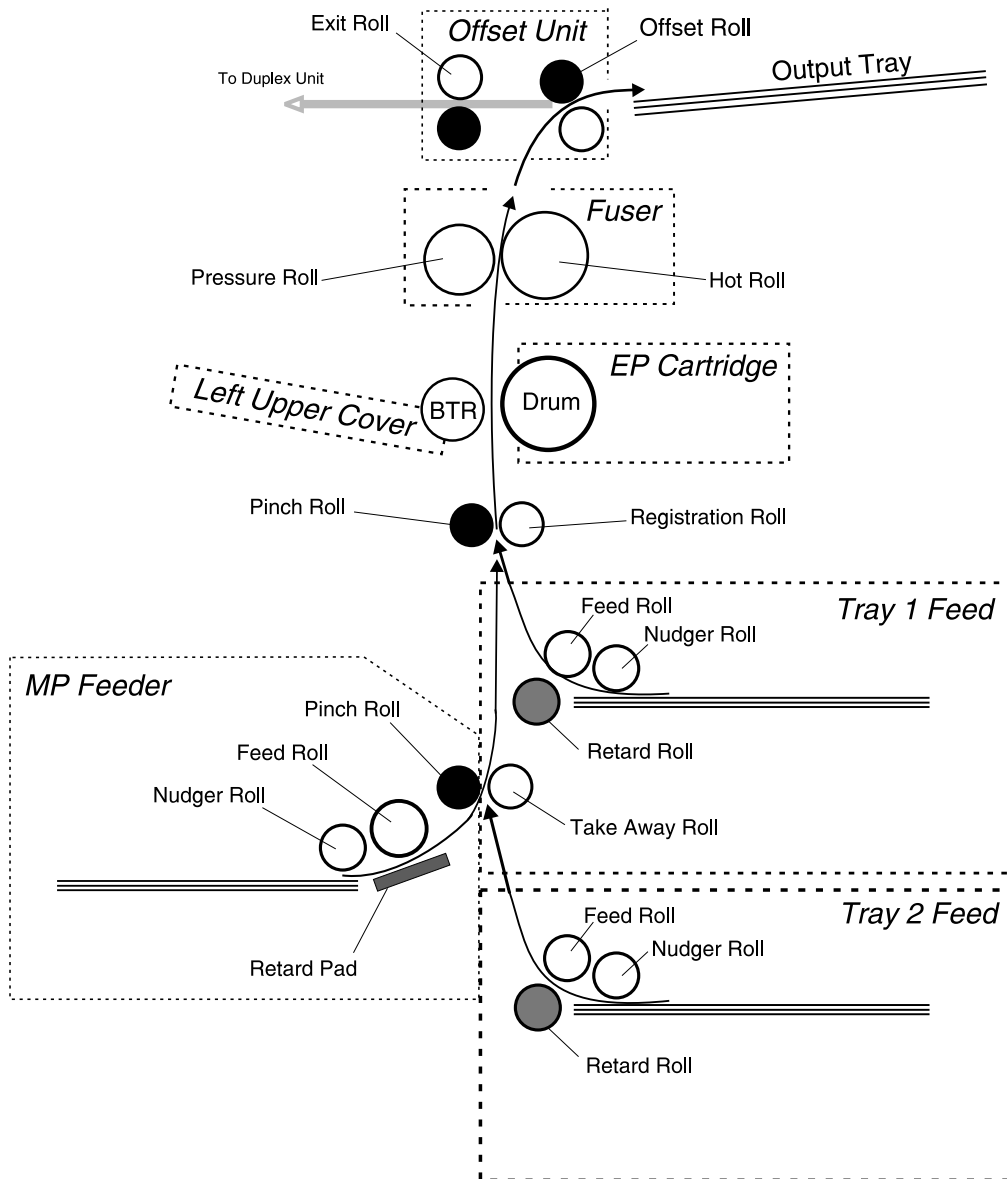 Exit Roll
Offset Unit
Offset Roll
To Duplex Unit
Output Tray
Fuser
Pressure Roll
Hot Roll
EP Cartridge
Left Upper Cover
BTR
Drum
Pinch Roll
Registration Roll
Tray 1 Feed
Feed Roll
Nudger Roll
MP Feeder
Pinch Roll
Feed Roll
Retard Roll
Nudger Roll
Take Away Roll
Tray 2 Feed
Feed Roll
Nudger Roll
Retard Pad
Retard Roll